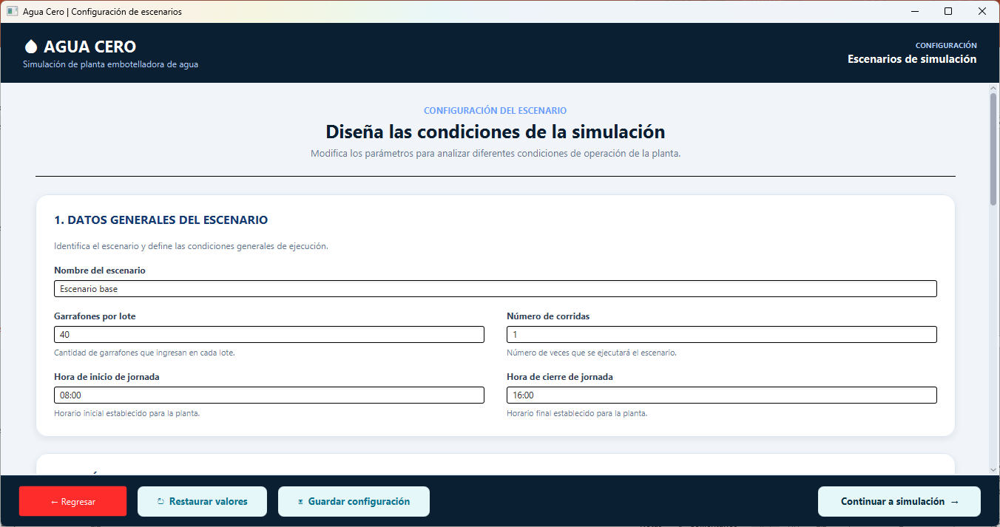 Agua Cero | Configuración de escenarios
AGUA CERO
Simulación de planta embotelladora de agua
CONFIGURACIÓN
Escenarios de simulación
CONFIGURACIÓN DEL ESCENARIO
Diseña las condiciones de la simulación
Modifica los parámetros para analizar diferentes condiciones de operación de la planta.
1. DATOS GENERALES DEL ESCENARIO
Identifica el escenario y define las condiciones generales de ejecución.
Nombre del escenario
Escenario base
Garrafones por lote
40
Cantidad de garrafones que ingresan en cada lote.
Número de corridas
1
Número de veces que se ejecutará el escenario.
Hora de inicio de jornada
08:00
Horario inicial establecido para la planta.
Hora de cierre de jornada
16:00
Horario final establecido para la planta.
← Regresar
Restaurar valores
Guardar configuración
Continuar a simulación →